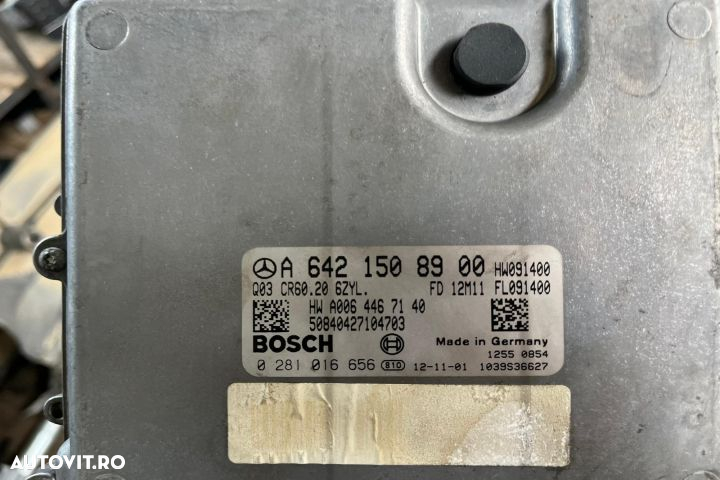 A 642 150 89 00 HW091400
Q03 CR60.20 6ZYL. FD 12M11 FL091400
HW A006 446 71 40
50840427104703
BOSCH Made in Germany
1255 0854
0 281 016 656 810 12-11-01 1039S36627
AUTOVIT.RO